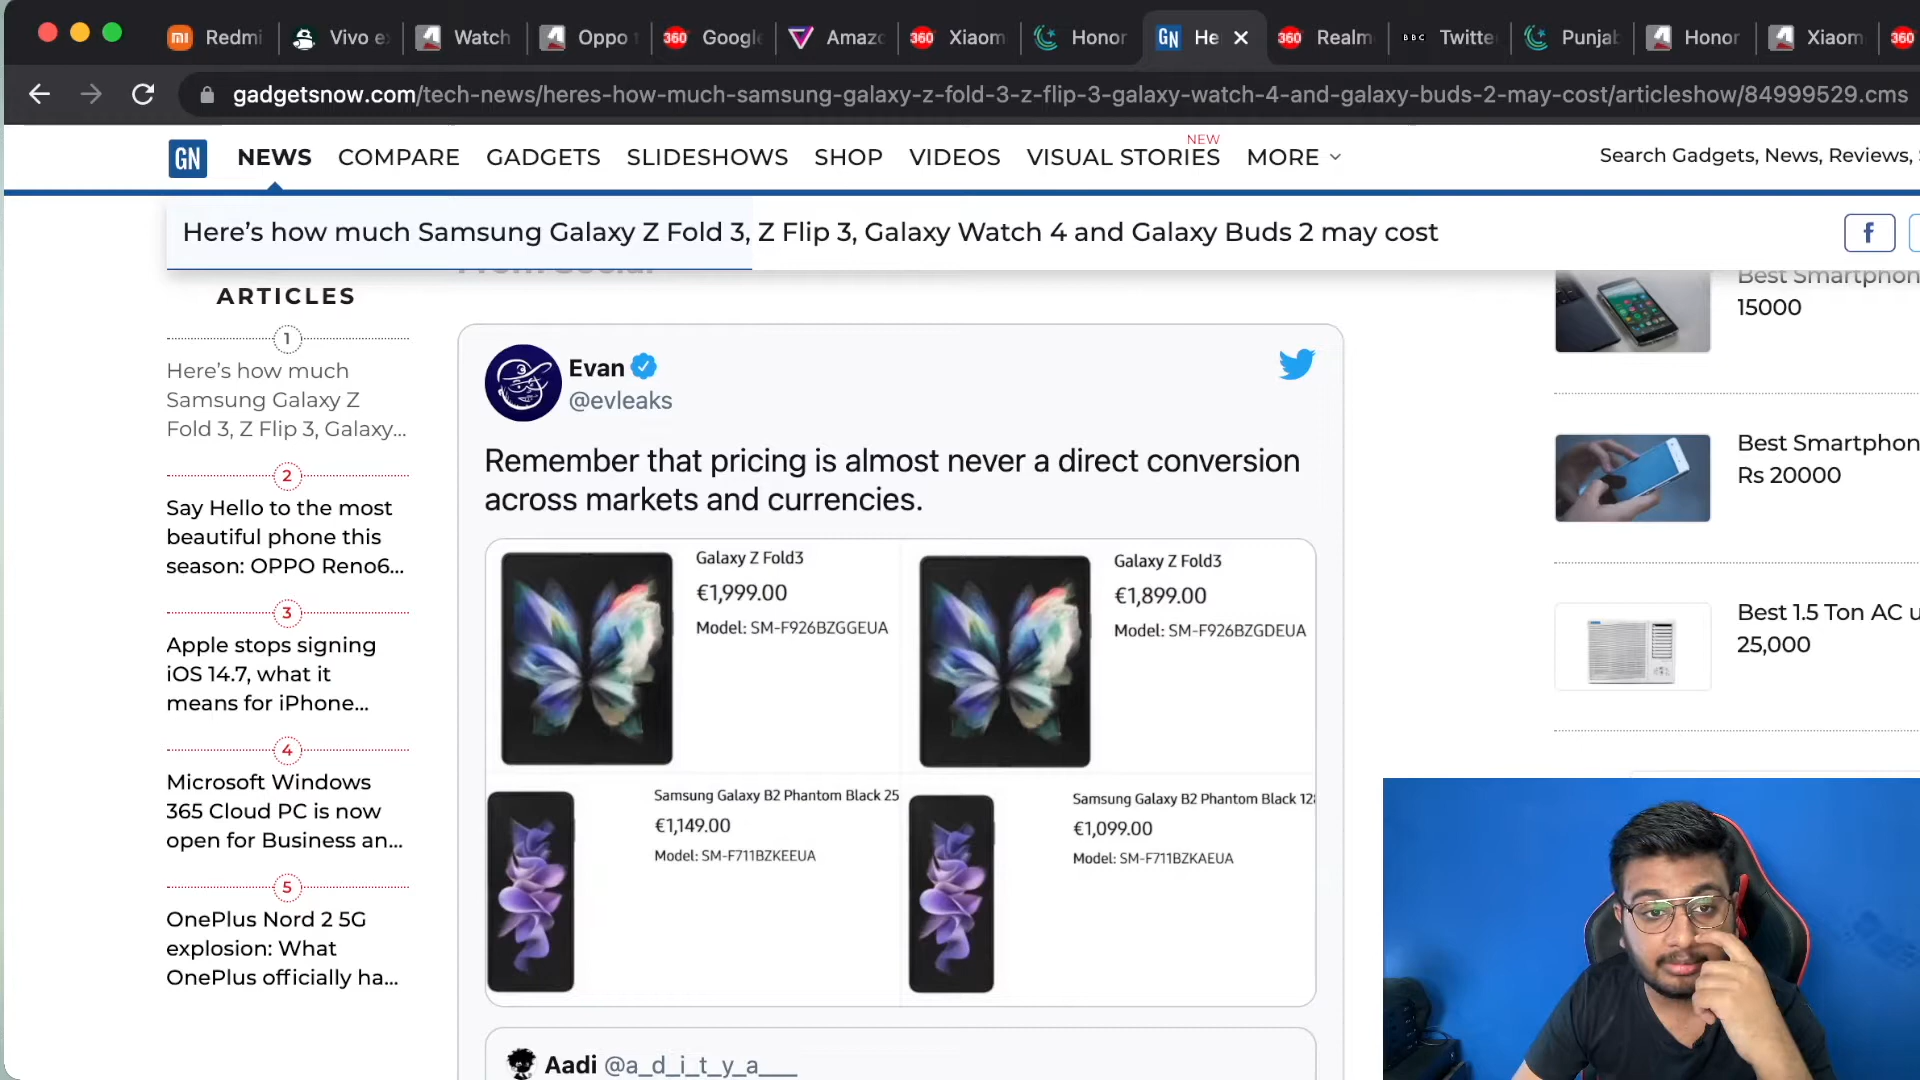 Redmi
Vivo e
Watch
Oppo
360
Google
Amaz
360
Xiaom
Honor
GN
He
360
Realm
BBC
Twitte
Punjab
Honor
Xiaom
360
gadgetsnow.com/tech-news/heres-how-much-samsung-galaxy-z-fold-3-z-flip-3-galaxy-watch-4-and-galaxy-buds-2-may-cost/articleshow/84999529.cms
GN
NEWS
COMPARE
GADGETS
SLIDESHOWS
SHOP
VIDEOS
VISUAL STORIES
NEW
MORE
Search Gadgets, News, Reviews,
Here’s how much Samsung Galaxy Z Fold 3, Z Flip 3, Galaxy Watch 4 and Galaxy Buds 2 may cost
ARTICLES
1
Here’s how much
Samsung Galaxy Z
Fold 3, Z Flip 3, Galaxy...
2
Say Hello to the most
beautiful phone this
season: OPPO Reno6...
3
Apple stops signing
iOS 14.7, what it
means for iPhone...
4
Microsoft Windows
365 Cloud PC is now
open for Business an...
5
OnePlus Nord 2 5G
explosion: What
OnePlus officially ha...
Evan
@evleaks
Remember that pricing is almost never a direct conversion
across markets and currencies.
Galaxy Z Fold3
€1,999.00
Model: SM-F926BZGGEUA
Galaxy Z Fold3
€1,899.00
Model: SM-F926BZGDEUA
Samsung Galaxy B2 Phantom Black 25
€1,149.00
Model: SM-F711BZKEEUA
Samsung Galaxy B2 Phantom Black 128
€1,099.00
Model: SM-F711BZKAEUA
Aadi @a_d_i_t_y_a___
Best Smartphon
15000
Best Smartphon
Rs 20000
Best 1.5 Ton AC u
25,000